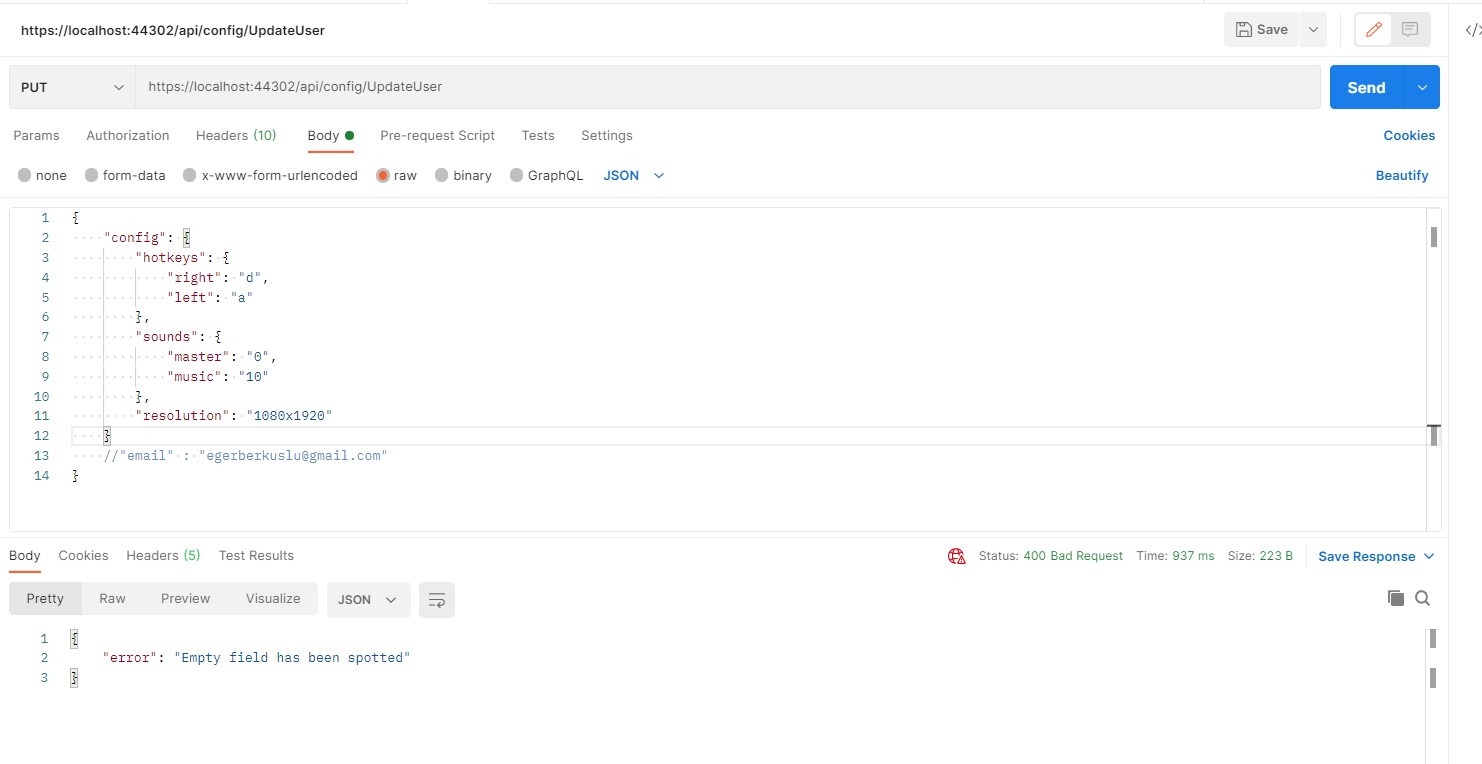 https://localhost:44302/api/config/UpdateUser
Save
</>
PUT
https://localhost:44302/api/config/UpdateUser
Send
Params Authorization Headers (10) Body Pre-request Script Tests Settings Cookies
none form-data x-www-form-urlencoded raw binary GraphQL JSON Beautify
1 {
2 "config": {
3 "hotkeys": {
4 "right": "d",
5 "left": "a"
6 },
7 "sounds": {
8 "master": "0",
9 "music": "10"
10 },
11 "resolution": "1080x1920"
12 }
13 //"email" : "egerberkuslu@gmail.com"
14 }
Body Cookies Headers (5) Test Results Status: 400 Bad Request Time: 937 ms Size: 223 B Save Response
Pretty Raw Preview Visualize JSON
1 {
2 "error": "Empty field has been spotted"
3 }